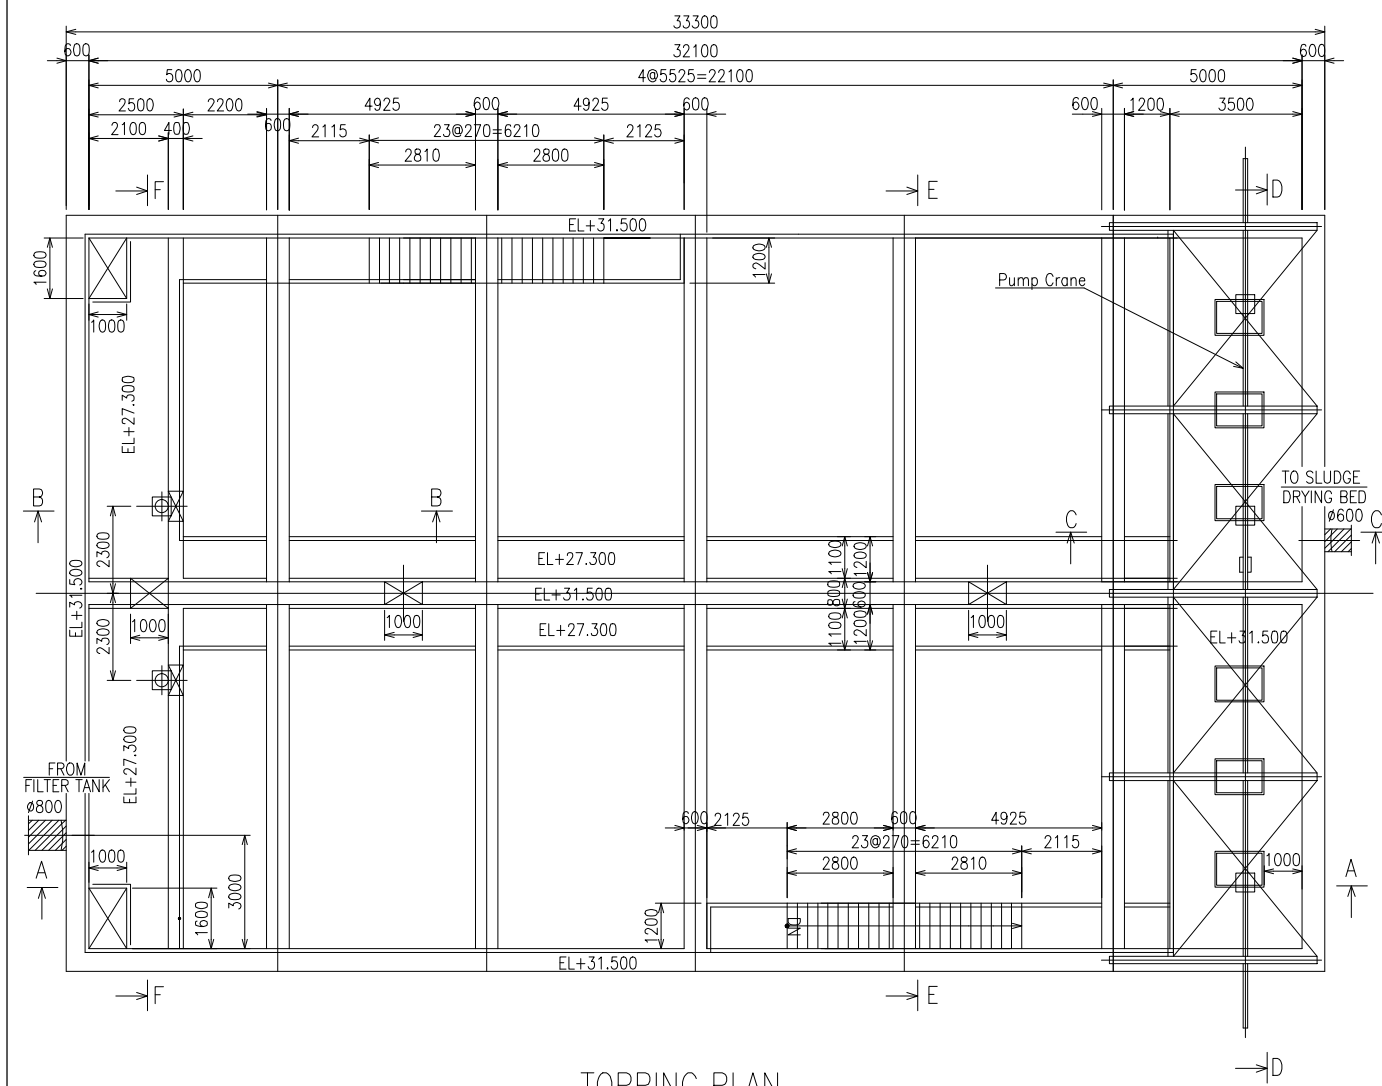 33300
600 32100 600
5000 4@5525=22100 5000
2500 2200 4925 600 4925 600 600 1200 3500
2100 400 600 2115 23@270=6210 2125
2810 2800
F E D
EL+31.500
1600 1200
Pump Crane
1000
EL+27.300
TO SLUDGE
DRYING BED
B B C ø600 C
2300 EL+27.300 1100 1200
EL+31.500 EL+31.500 800 600
1000 1000 1000
2300 EL+27.300 1100 1200 EL+31.500
EL+27.300
FROM
FILTER TANK
ø800
600 2125 2800 600 4925
23@270=6210 2115
A 1000 2800 2810 1000 A
3000
1600 1200
EL+31.500
F E
D
TOPPING PLAN